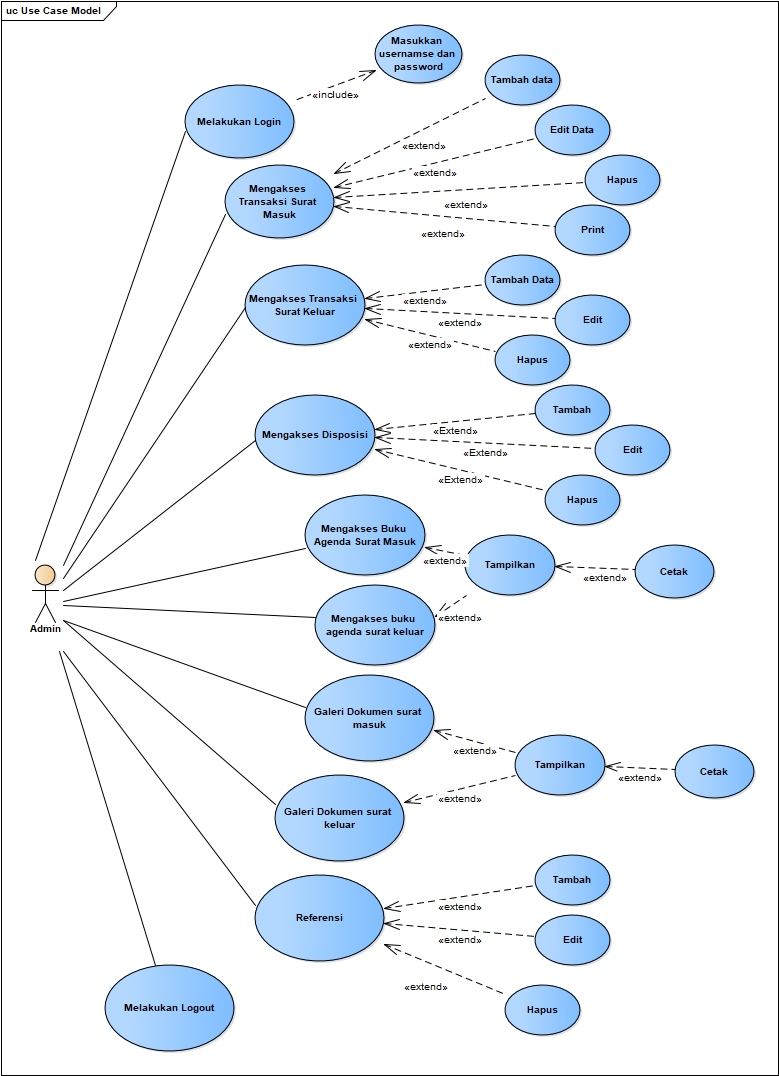 uc Use Case Model
Masukkan
usernamse dan
password
«include»
Melakukan Login
Tambah data
«extend»
Edit Data
«extend»
Hapus
«extend»
Print
«extend»
Mengakses
Transaksi Surat
Masuk
Mengakses Transaksi
Surat Keluar
Tambah Data
«extend»
Edit
«extend»
Hapus
«extend»
Mengakses Disposisi
Tambah
«Extend»
Edit
«Extend»
Hapus
«Extend»
Mengakses Buku
Agenda Surat Masuk
«extend»
Tampilkan
«extend»
Cetak
Mengakses buku
agenda surat keluar
«extend»
Admin
Galeri Dokumen surat
masuk
«extend»
Tampilkan
«extend»
Cetak
Galeri Dokumen surat
keluar
«extend»
Referensi
Tambah
«extend»
Edit
«extend»
Hapus
«extend»
Melakukan Logout